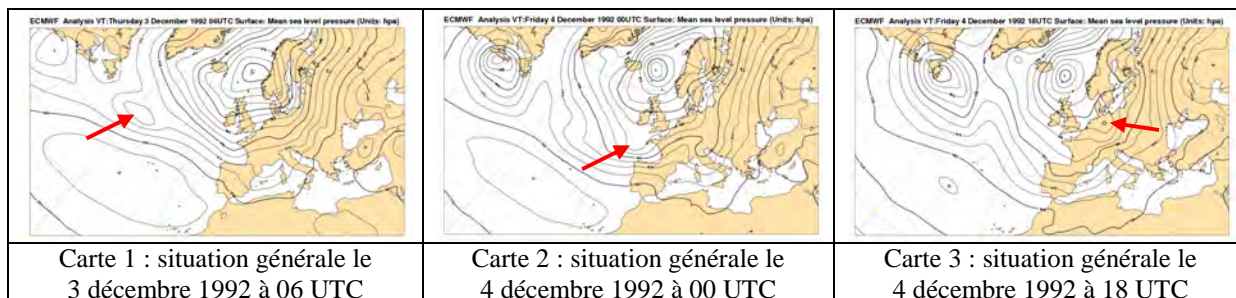 ECMWF Analysis VT:Thursday 3 December 1992 06UTC Surface: Mean sea level pressure (Units: hpa)
ECMWF Analysis VT:Friday 4 December 1992 00UTC Surface: Mean sea level pressure (Units: hpa)
ECMWF Analysis VT:Friday 4 December 1992 18UTC Surface: Mean sea level pressure (Units: hpa)
Carte 1 : situation générale le
3 décembre 1992 à 06 UTC
Carte 2 : situation générale le
4 décembre 1992 à 00 UTC
Carte 3 : situation générale le
4 décembre 1992 à 18 UTC